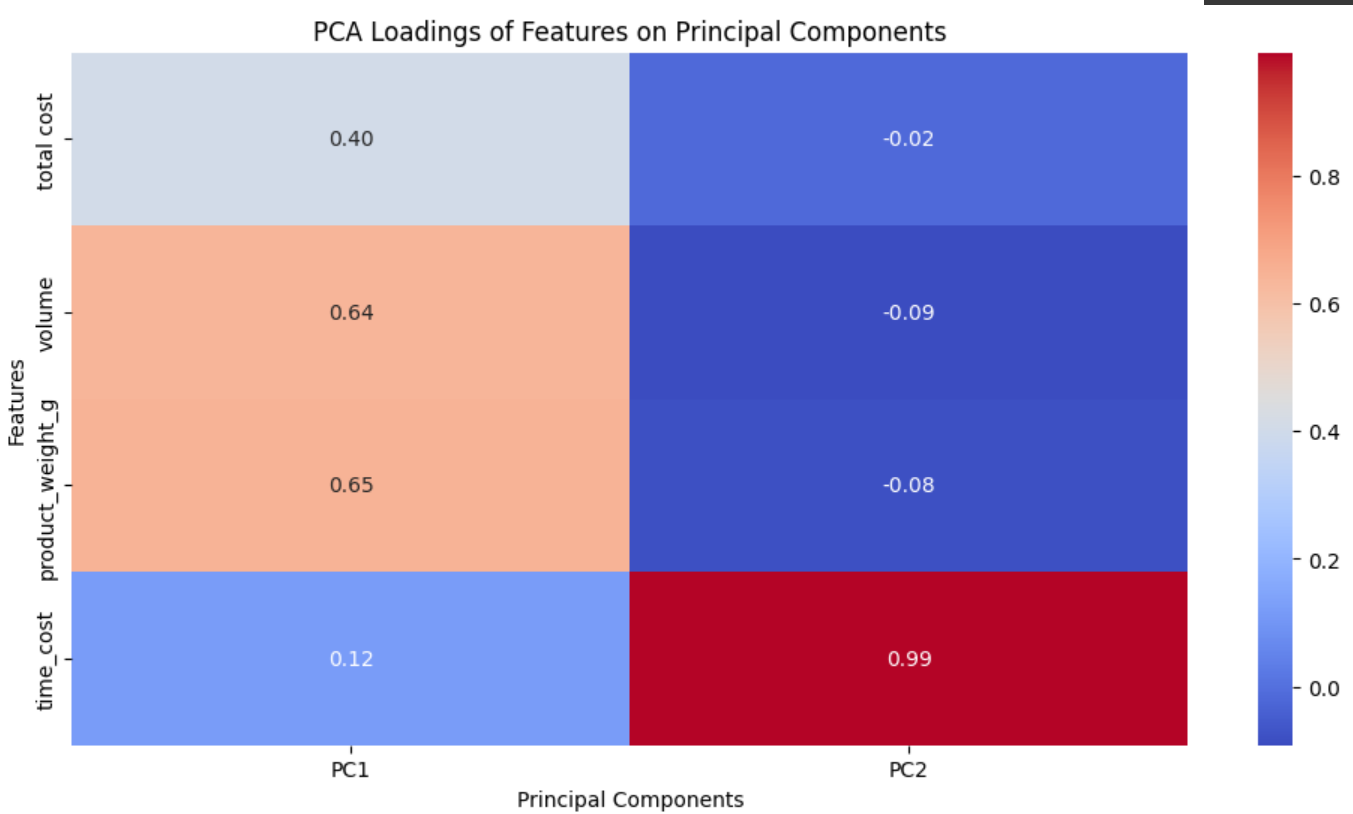 PCA Loadings of Features on Principal Components
total cost
0.40
-0.02
volume
0.64
-0.09
product_weight_g
0.65
-0.08
time_cost
0.12
0.99
Features
PC1
PC2
Principal Components
0.8
0.6
0.4
0.2
0.0